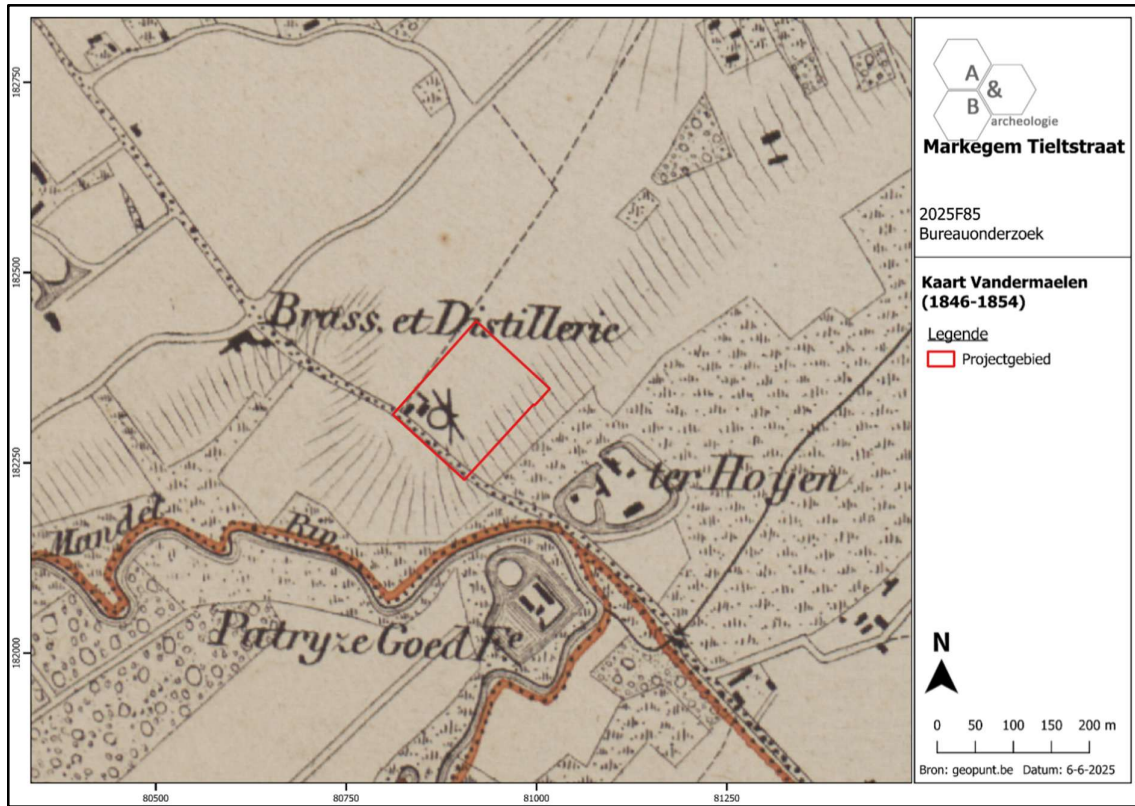 182750
182500
182250
182000
80500
80750
81000
81250
Brass. et Distillerie
ter Hoyen
Mandel Riv.
Patryze Goed Fe
A
&
B
archeologie
Markegem Tieltstraat
2025F85
Bureauonderzoek
Kaart Vandermaelen
(1846-1854)
Legende
Projectgebied
N
0 50 100 150 200 m
Bron: geopunt.be Datum: 6-6-2025